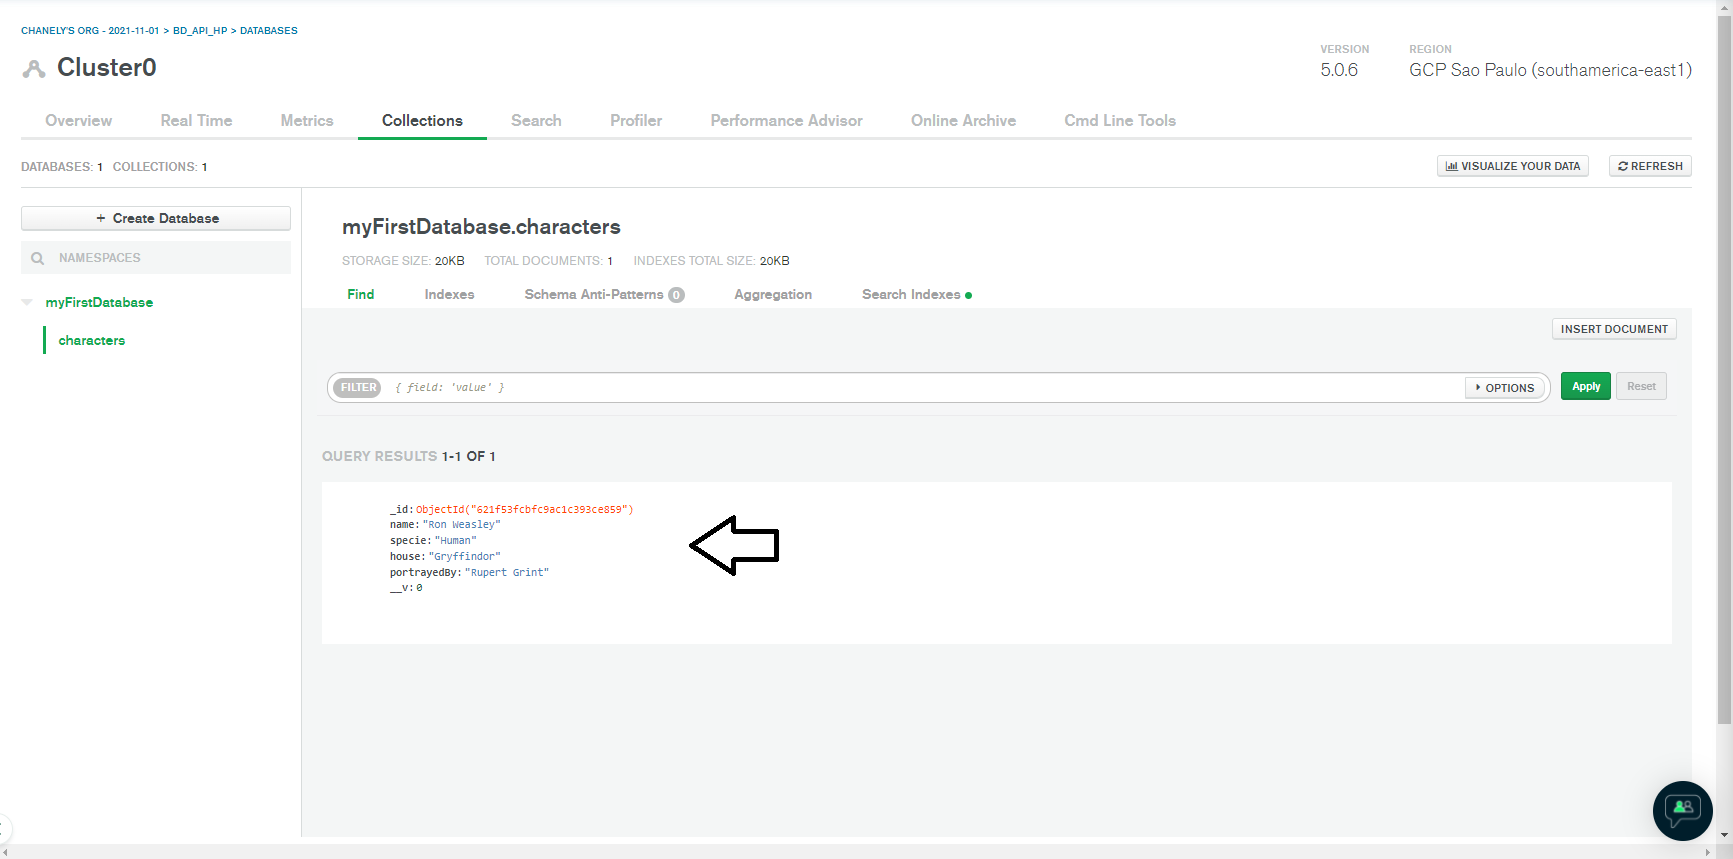 CHANELY'S ORG - 2021-11-01 > BD_API_HP > DATABASES
Cluster0
VERSION
5.0.6
REGION
GCP Sao Paulo (southamerica-east1)
Overview Real Time Metrics Collections Search Profiler Performance Advisor Online Archive Cmd Line Tools
DATABASES: 1 COLLECTIONS: 1
VISUALIZE YOUR DATA REFRESH
+ Create Database
NAMESPACES
myFirstDatabase
characters
myFirstDatabase.characters
STORAGE SIZE: 20KB TOTAL DOCUMENTS: 1 INDEXES TOTAL SIZE: 20KB
Find Indexes Schema Anti-Patterns 0 Aggregation Search Indexes
INSERT DOCUMENT
FILTER { field: 'value' } OPTIONS Apply Reset
QUERY RESULTS 1-1 OF 1
_id: ObjectId("621f53fcbfc9ac1c393ce859")
name: "Ron Weasley"
specie: "Human"
house: "Gryffindor"
portrayedBy: "Rupert Grint"
__v: 0